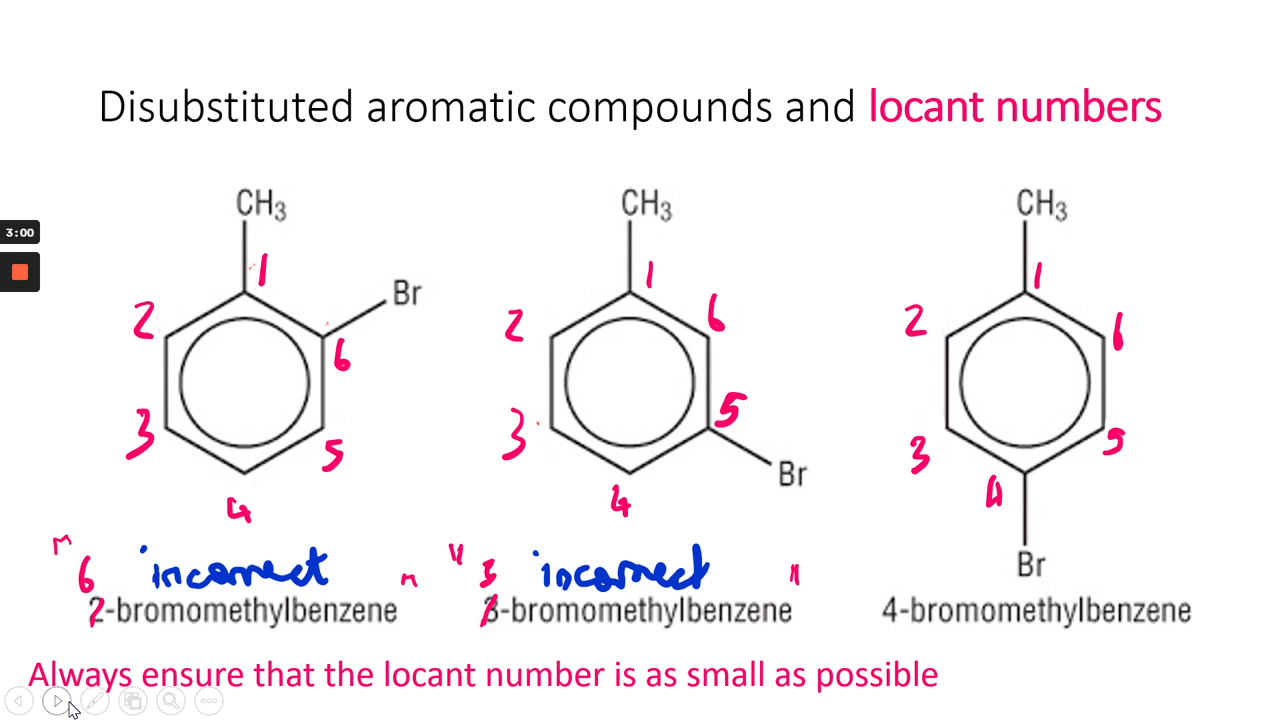 Disubstituted aromatic compounds and locant numbers
CH3 CH3 CH3
3:00
1 1 1
Br
2 6 2 6 2 6
3 5 3 5 3 5
Br
4 4 4
" 6 incorrect " " incorrect " Br
2-bromomethylbenzene 3-bromomethylbenzene 4-bromomethylbenzene
Always ensure that the locant number is as small as possible